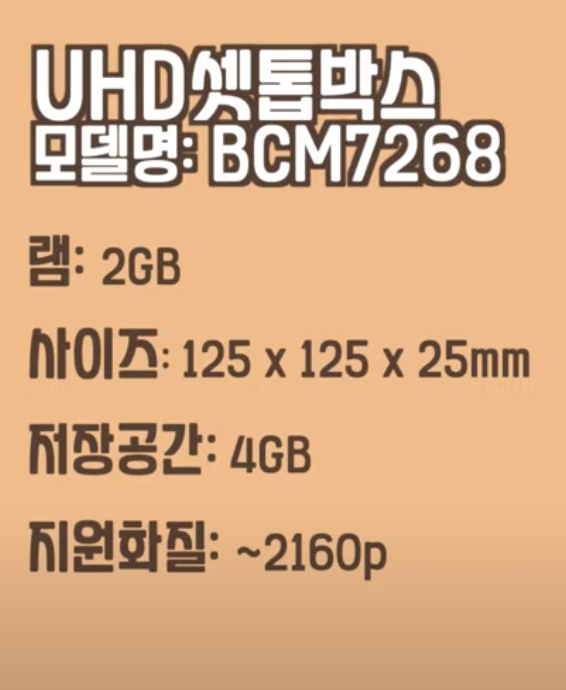 UHD셋톱박스
모델명: BCM7268
램: 2GB
사이즈: 125 x 125 x 25mm
저장공간: 4GB
지원화질: ~2160p